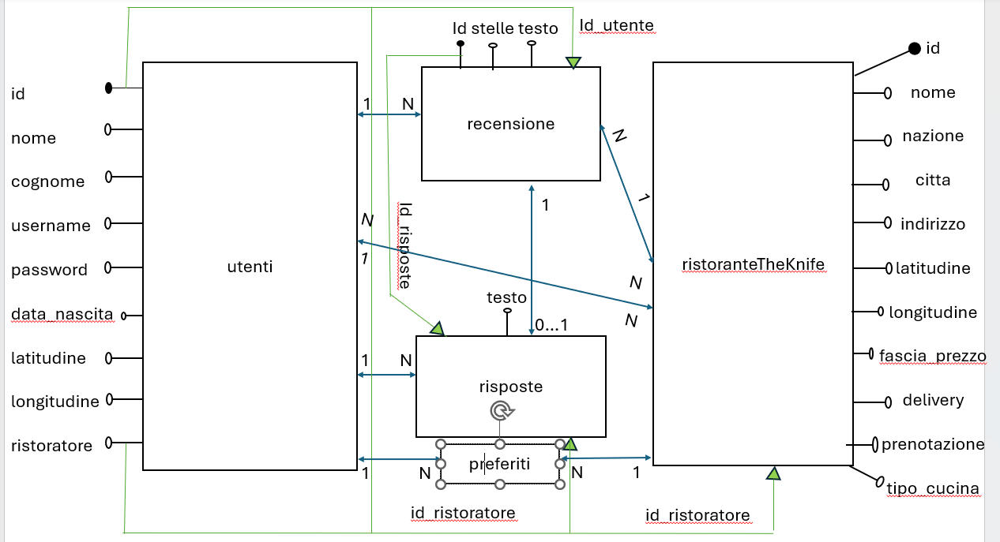 Id stelle testo
Id_utente
id
nome
cognome
username
password
data_nascita
latitudine
longitudine
ristoratore
utenti
1
N
recensione
N
1
1
N
1
Id_risposte
N
N
testo
0...1
1
N
risposte
1
N
preferiti
N
1
id_ristoratore
id_ristoratore
ristoranteTheKnife
id
nome
nazione
citta
indirizzo
latitudine
longitudine
fascia_prezzo
delivery
prenotazione
tipo_cucina